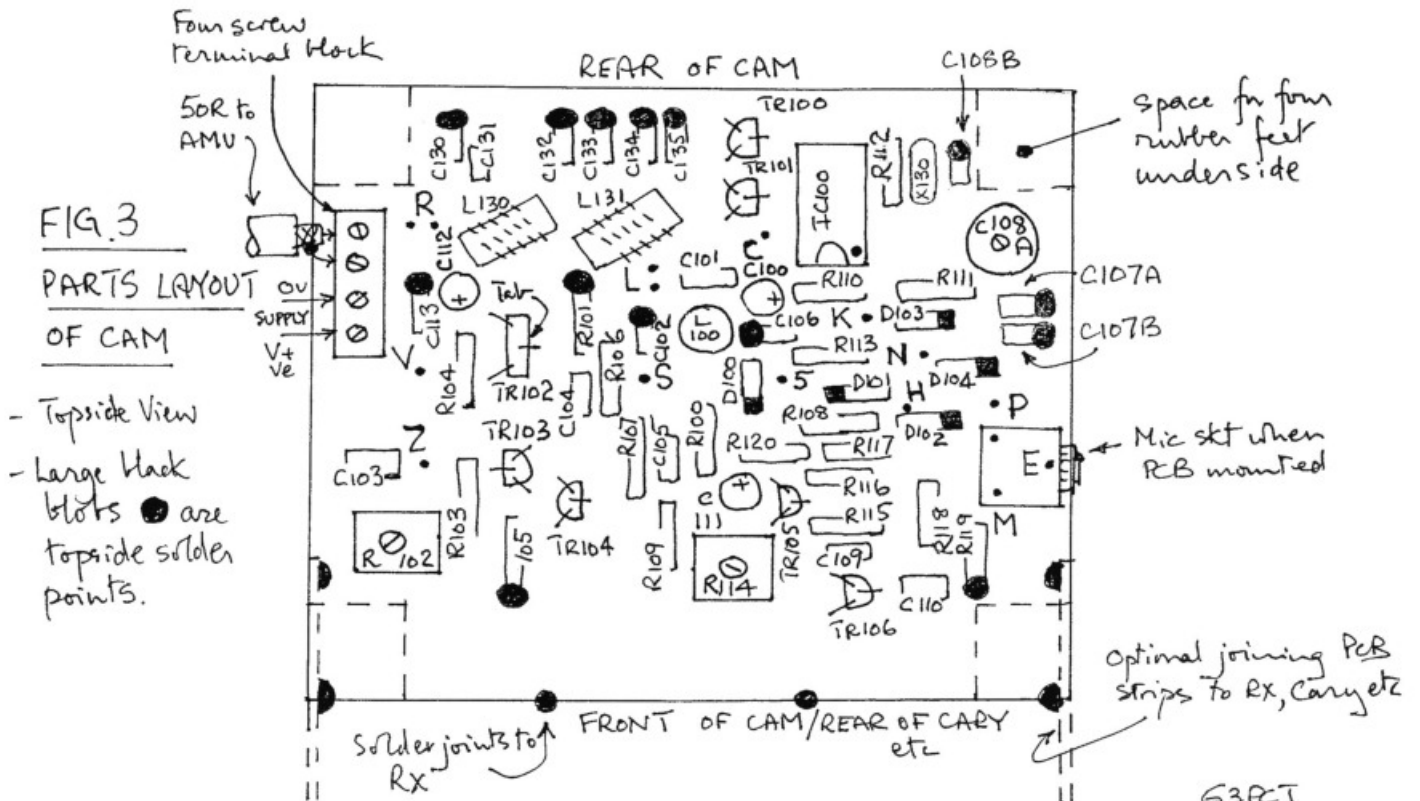 Four screw
terminal block
REAR OF CAM
C108B
50R to
AMU
TR100
space for four
rubber feet
underside
C130
C131
C132
C133
C134
C135
TR101
IC100
R112
X130
FIG.3
PARTS LAYOUT
OF CAM
R
L130
L131
C108
A
0V
SUPPLY
V+
Ve
C112
C113
L
C101
C
C100
R110
R111
C107A
C107B
Tab
R101
R106
C102
L
100
C106
K
D103
R113
N
V
R104
TR102
C104
S
D100
5
D101
H
D104
- Topside View
- Large black
blobs are
topside solder
points.
Z
TR103
R107
C105
R100
R108
D102
P
R120
R117
E
Mic skt when
PCB mounted
C103
R103
R116
M
R 102
105
TR104
R109
C
111
TR105
R115
R118
R119
R114
C109
C110
TR106
Optional joining PCB
strips to RX, Cary etc
FRONT OF CAM/REAR OF CARY
etc
Solder joints to
Rx
G3PCJ